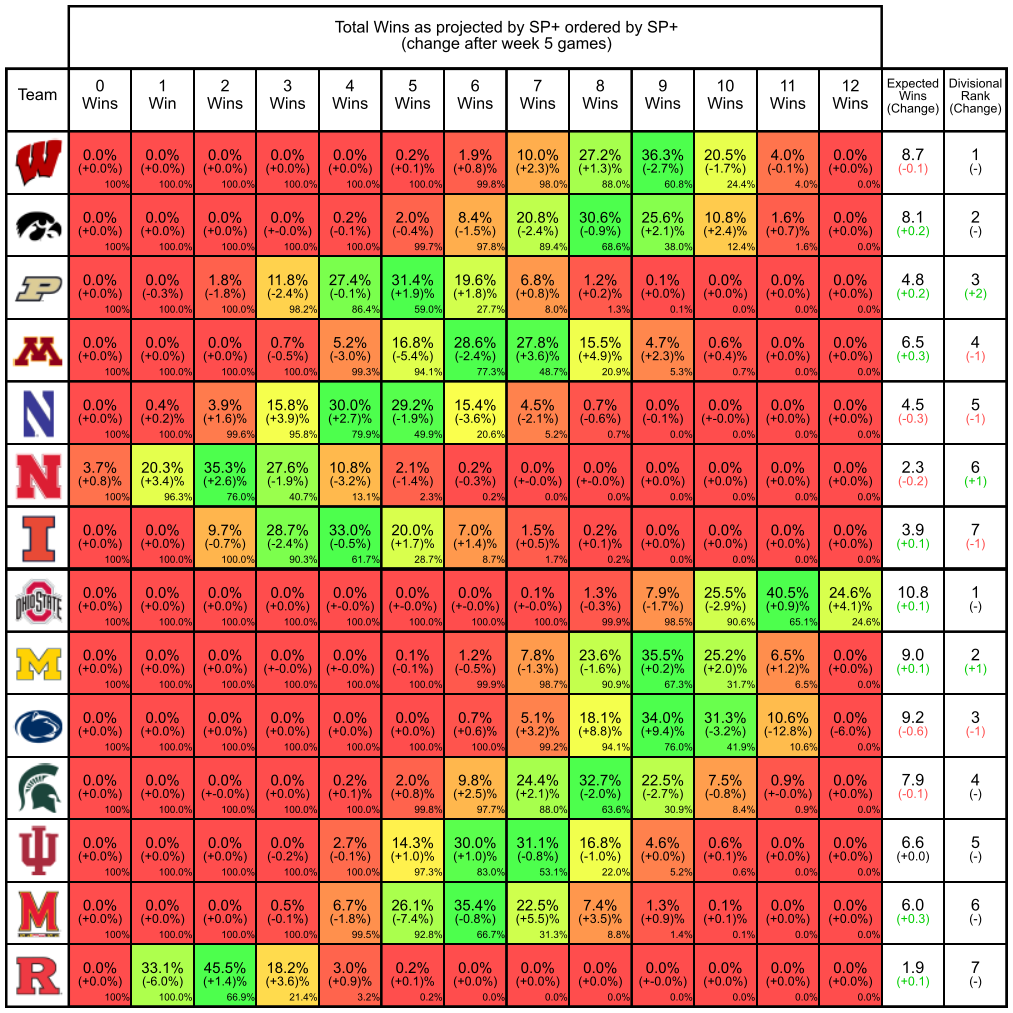 Total Wins as projected by SP+ ordered by SP+
(change after week 5 games)
Team 0 Wins 1 Win 2 Wins 3 Wins 4 Wins 5 Wins 6 Wins 7 Wins 8 Wins 9 Wins 10 Wins 11 Wins 12 Wins Expected Wins (Change) Divisional Rank (Change)
W
0.0% 0.0% 0.0% 0.0% 0.0% 0.2% 1.9% 10.0% 27.2% 36.3% 20.5% 4.0% 0.0% 8.7 1
(+0.0%) (+0.0%) (+0.0%) (+0.0%) (+0.0%) (+0.1)% (+0.8)% (+2.3)% (+1.3)% (-2.7%) (-1.7%) (-0.1%) (+0.0%) (-0.1) (-)
100% 100.0% 100.0% 100.0% 100.0% 100.0% 99.8% 98.0% 88.0% 60.8% 24.4% 4.0% 0.0%
0.0% 0.0% 0.0% 0.0% 0.2% 2.0% 8.4% 20.8% 30.6% 25.6% 10.8% 1.6% 0.0% 8.1 2
(+0.0%) (+0.0%) (+0.0%) (+-0.0%) (-0.1%) (-0.4%) (-1.5%) (-2.4%) (-0.9%) (+2.1)% (+2.4)% (+0.7)% (+0.0%) (+0.2) (-)
100% 100.0% 100.0% 100.0% 100.0% 99.7% 97.8% 89.4% 68.6% 38.0% 12.4% 1.6% 0.0%
P
0.0% 0.0% 1.8% 11.8% 27.4% 31.4% 19.6% 6.8% 1.2% 0.1% 0.0% 0.0% 0.0% 4.8 3
(+0.0%) (-0.3%) (-1.8%) (-2.4%) (-0.1%) (+1.9)% (+1.8)% (+0.8)% (+0.2)% (+0.0%) (+0.0%) (+0.0%) (+0.0%) (+0.2) (+2)
100% 100.0% 100.0% 98.2% 86.4% 59.0% 27.7% 8.0% 1.3% 0.1% 0.0% 0.0% 0.0%
M
0.0% 0.0% 0.0% 0.7% 5.2% 16.8% 28.6% 27.8% 15.5% 4.7% 0.6% 0.0% 0.0% 6.5 4
(+0.0%) (+0.0%) (+0.0%) (-0.5%) (-3.0%) (-5.4%) (-2.4%) (+3.6)% (+4.9)% (+2.3)% (+0.4)% (+0.0%) (+0.0%) (+0.3) (-1)
100% 100.0% 100.0% 100.0% 99.3% 94.1% 77.3% 48.7% 20.9% 5.3% 0.7% 0.0% 0.0%
N
0.0% 0.4% 3.9% 15.8% 30.0% 29.2% 15.4% 4.5% 0.7% 0.0% 0.0% 0.0% 0.0% 4.5 5
(+0.0%) (+0.2)% (+1.6)% (+3.9)% (+2.7)% (-1.9%) (-3.6%) (-2.1%) (-0.6%) (-0.1%) (+-0.0%) (+0.0%) (+0.0%) (-0.3) (-1)
100% 100.0% 99.6% 95.8% 79.9% 49.9% 20.6% 5.2% 0.7% 0.0% 0.0% 0.0% 0.0%
N
3.7% 20.3% 35.3% 27.6% 10.8% 2.1% 0.2% 0.0% 0.0% 0.0% 0.0% 0.0% 0.0% 2.3 6
(+0.8)% (+3.4)% (+2.6)% (-1.9%) (-3.2%) (-1.4%) (-0.3%) (+-0.0%) (+-0.0%) (+0.0%) (+0.0%) (+0.0%) (+0.0%) (-0.2) (+1)
100% 96.3% 76.0% 40.7% 13.1% 2.3% 0.2% 0.0% 0.0% 0.0% 0.0% 0.0% 0.0%
I
0.0% 0.0% 9.7% 28.7% 33.0% 20.0% 7.0% 1.5% 0.2% 0.0% 0.0% 0.0% 0.0% 3.9 7
(+0.0%) (+0.0%) (-0.7%) (-2.4%) (-0.5%) (+1.7)% (+1.4)% (+0.5)% (+0.1)% (+0.0%) (+0.0%) (+0.0%) (+0.0%) (+0.1) (-1)
100% 100.0% 100.0% 90.3% 61.7% 28.7% 8.7% 1.7% 0.2% 0.0% 0.0% 0.0% 0.0%
OHIO STATE
0.0% 0.0% 0.0% 0.0% 0.0% 0.0% 0.0% 0.1% 1.3% 7.9% 25.5% 40.5% 24.6% 10.8 1
(+0.0%) (+0.0%) (+0.0%) (+0.0%) (+-0.0%) (+-0.0%) (+-0.0%) (+-0.0%) (-0.3%) (-1.7%) (-2.9%) (+0.9)% (+4.1)% (+0.1) (-)
100% 100.0% 100.0% 100.0% 100.0% 100.0% 100.0% 100.0% 99.9% 98.5% 90.6% 65.1% 24.6%
M
0.0% 0.0% 0.0% 0.0% 0.0% 0.1% 1.2% 7.8% 23.6% 35.5% 25.2% 6.5% 0.0% 9.0 2
(+0.0%) (+0.0%) (+0.0%) (+-0.0%) (+-0.0%) (-0.1%) (-0.5%) (-1.3%) (-1.6%) (+0.2)% (+2.0)% (+1.2)% (+0.0%) (+0.1) (+1)
100% 100.0% 100.0% 100.0% 100.0% 100.0% 99.9% 98.7% 90.9% 67.3% 31.7% 6.5% 0.0%
0.0% 0.0% 0.0% 0.0% 0.0% 0.0% 0.7% 5.1% 18.1% 34.0% 31.3% 10.6% 0.0% 9.2 3
(+0.0%) (+0.0%) (+0.0%) (+0.0%) (+0.0%) (+0.0%) (+0.6)% (+3.2)% (+8.8)% (+9.4)% (-3.2%) (-12.8%) (-6.0%) (-0.6) (-1)
100% 100.0% 100.0% 100.0% 100.0% 100.0% 100.0% 99.2% 94.1% 76.0% 41.9% 10.6% 0.0%
0.0% 0.0% 0.0% 0.0% 0.2% 2.0% 9.8% 24.4% 32.7% 22.5% 7.5% 0.9% 0.0% 7.9 4
(+0.0%) (+0.0%) (+-0.0%) (+0.0%) (+0.1)% (+0.8)% (+2.5)% (+2.1)% (-2.0%) (-2.7%) (-0.8%) (+-0.0%) (+0.0%) (-0.1) (-)
100% 100.0% 100.0% 100.0% 100.0% 99.8% 97.7% 88.0% 63.6% 30.9% 8.4% 0.9% 0.0%
0.0% 0.0% 0.0% 0.0% 2.7% 14.3% 30.0% 31.1% 16.8% 4.6% 0.6% 0.0% 0.0% 6.6 5
(+0.0%) (+0.0%) (+0.0%) (-0.2%) (-0.1%) (+1.0)% (+1.0)% (-0.8%) (-1.0%) (+0.0%) (+0.1)% (+0.0%) (+0.0%) (+0.0) (-)
100% 100.0% 100.0% 100.0% 100.0% 97.3% 83.0% 53.1% 22.0% 5.2% 0.6% 0.0% 0.0%
M
0.0% 0.0% 0.0% 0.5% 6.7% 26.1% 35.4% 22.5% 7.4% 1.3% 0.1% 0.0% 0.0% 6.0 6
(+0.0%) (+0.0%) (+0.0%) (-0.1%) (-1.8%) (-7.4%) (-0.8%) (+5.5)% (+3.5)% (+0.9)% (+0.1)% (+0.0%) (+0.0%) (+0.3) (-)
100% 100.0% 100.0% 100.0% 99.5% 92.8% 66.7% 31.3% 8.8% 1.4% 0.1% 0.0% 0.0%
R
0.0% 33.1% 45.5% 18.2% 3.0% 0.2% 0.0% 0.0% 0.0% 0.0% 0.0% 0.0% 0.0% 1.9 7
(+0.0%) (-6.0%) (+1.4)% (+3.6)% (+0.9)% (+0.1)% (+0.0%) (+0.0%) (+0.0%) (+-0.0%) (+0.0%) (+0.0%) (+0.0%) (+0.1) (-)
100% 100.0% 66.9% 21.4% 3.2% 0.2% 0.0% 0.0% 0.0% 0.0% 0.0% 0.0% 0.0%